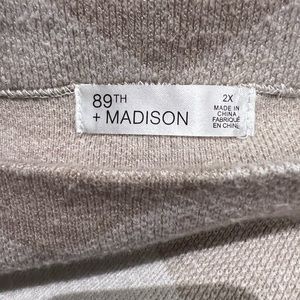 89TH
+ MADISON
2X
MADE IN
CHINA
FABRIQUÉ
EN CHINE